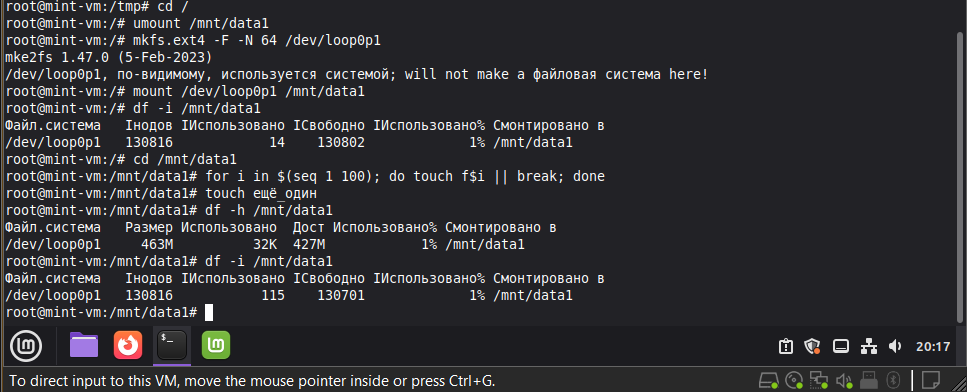 root@mint-vm:/tmp# cd /
root@mint-vm:/# umount /mnt/data1
root@mint-vm:/# mkfs.ext4 -F -N 64 /dev/loop0p1
mke2fs 1.47.0 (5-Feb-2023)
/dev/loop0p1, по-видимому, используется системой; will not make a файловая система here!
root@mint-vm:/# mount /dev/loop0p1 /mnt/data1
root@mint-vm:/# df -i /mnt/data1
Файл.система   Iнодов IИспользовано IСвободно IИспользовано% Смонтировано в
/dev/loop0p1   130816            14    130802             1% /mnt/data1
root@mint-vm:/# cd /mnt/data1
root@mint-vm:/mnt/data1# for i in $(seq 1 100); do touch f$i || break; done
root@mint-vm:/mnt/data1# touch ещё_один
root@mint-vm:/mnt/data1# df -h /mnt/data1
Файл.система   Размер Использовано  Дост Использовано% Смонтировано в
/dev/loop0p1     463M          32K  427M            1% /mnt/data1
root@mint-vm:/mnt/data1# df -i /mnt/data1
Файл.система   Iнодов IИспользовано IСвободно IИспользовано% Смонтировано в
/dev/loop0p1   130816           115    130701             1% /mnt/data1
root@mint-vm:/mnt/data1#
20:17
To direct input to this VM, move the mouse pointer inside or press Ctrl+G.